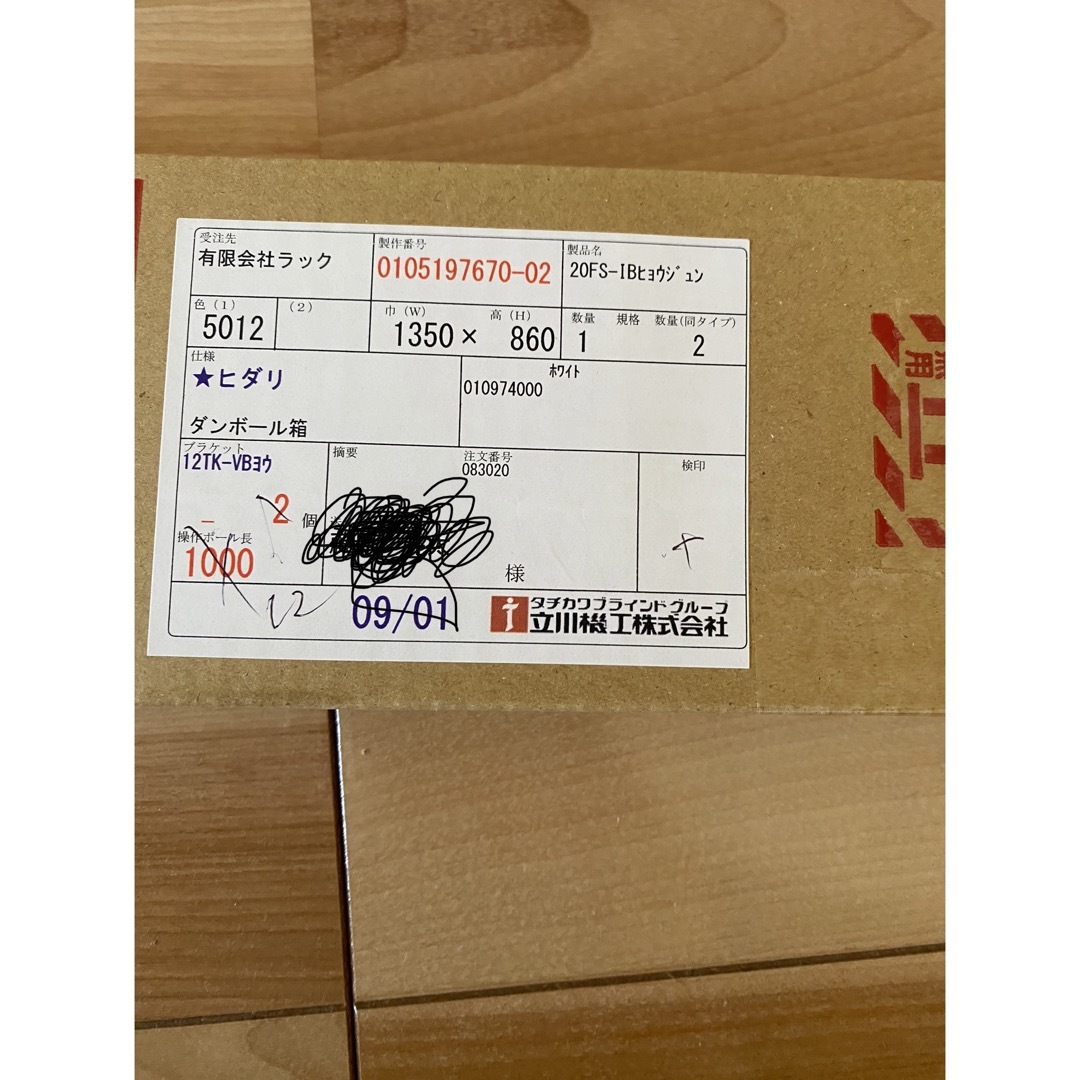 受注先
有限会社ラック
製作番号
0105197670-02
製品名
20FS-IBﾋｮｳｼﾞｭﾝ
色(1)
5012
(2)
巾(W) 高(H)
1350× 860
数量 規格 数量(同タイプ)
1 2
仕様
★ヒダリ
ダンボール箱
ﾎﾜｲﾄ
010974000
ブラケット
12TK-VBﾖｳ
2 個
操作ポール長
1000
摘要
注文番号
083020
様
検印
09/01
タチカワブラインドグループ
立川機工株式会社